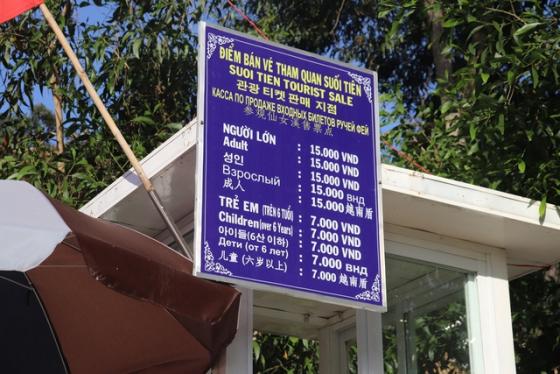 ĐIỂM BÁN VÉ THAM QUAN SUỐI TIÊN
SUOI TIEN TOURIST SALE
관광 티켓 판매 지점
КАССА ПО ПРОДАЖЕ ВХОДНЫХ БИЛЕТОВ РУЧЕЙ ФЕЙ
参观仙女溪售票点
NGƯỜI LỚN : 15.000 VND
Adult : 15.000 VND
성인 : 15.000 VND
Взрослый : 15.000 ВНД
成人 : 15.000 越南盾
TRẺ EM (TRÊN 6 TUỔI) : 7.000 VND
Children (over 6 Years) : 7.000 VND
아이들 (6산 이하) : 7.000 VND
Дети (от 6 лет) : 7.000 ВНД
儿童 (六岁以上) : 7.000 越南盾